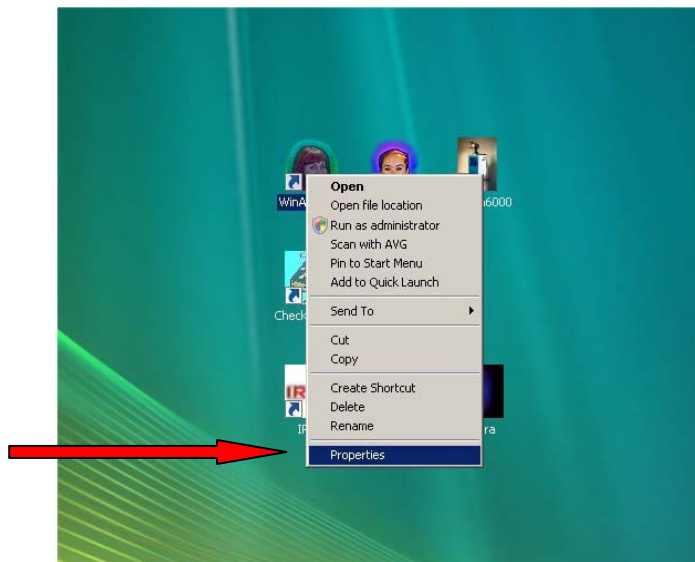 WinA
6000
Open
Open file location
Run as administrator
Scan with AVG
Pin to Start Menu
Add to Quick Launch
Send To
Check
Cut
Copy
Create Shortcut
Delete
Rename
IR
ra
Properties